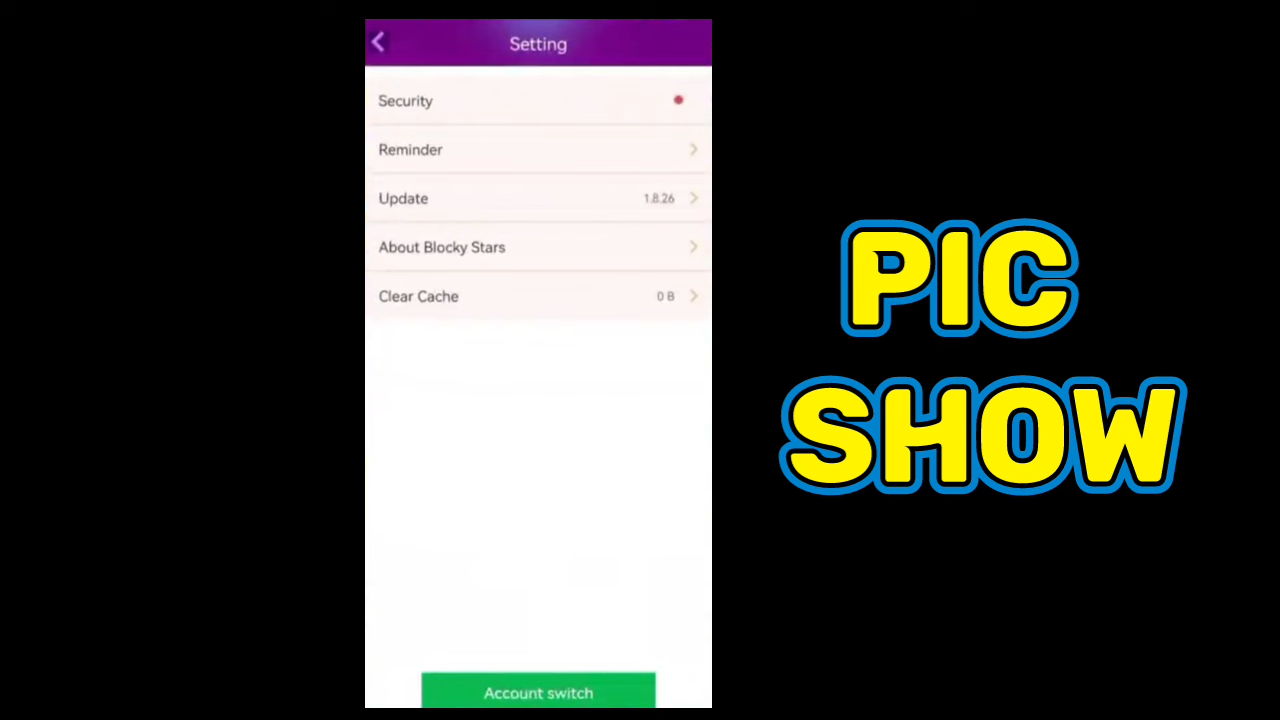 Setting
Security
Reminder
Update 1.8.26
About Blocky Stars
Clear Cache 0 B
Account switch
PIC
SHOW